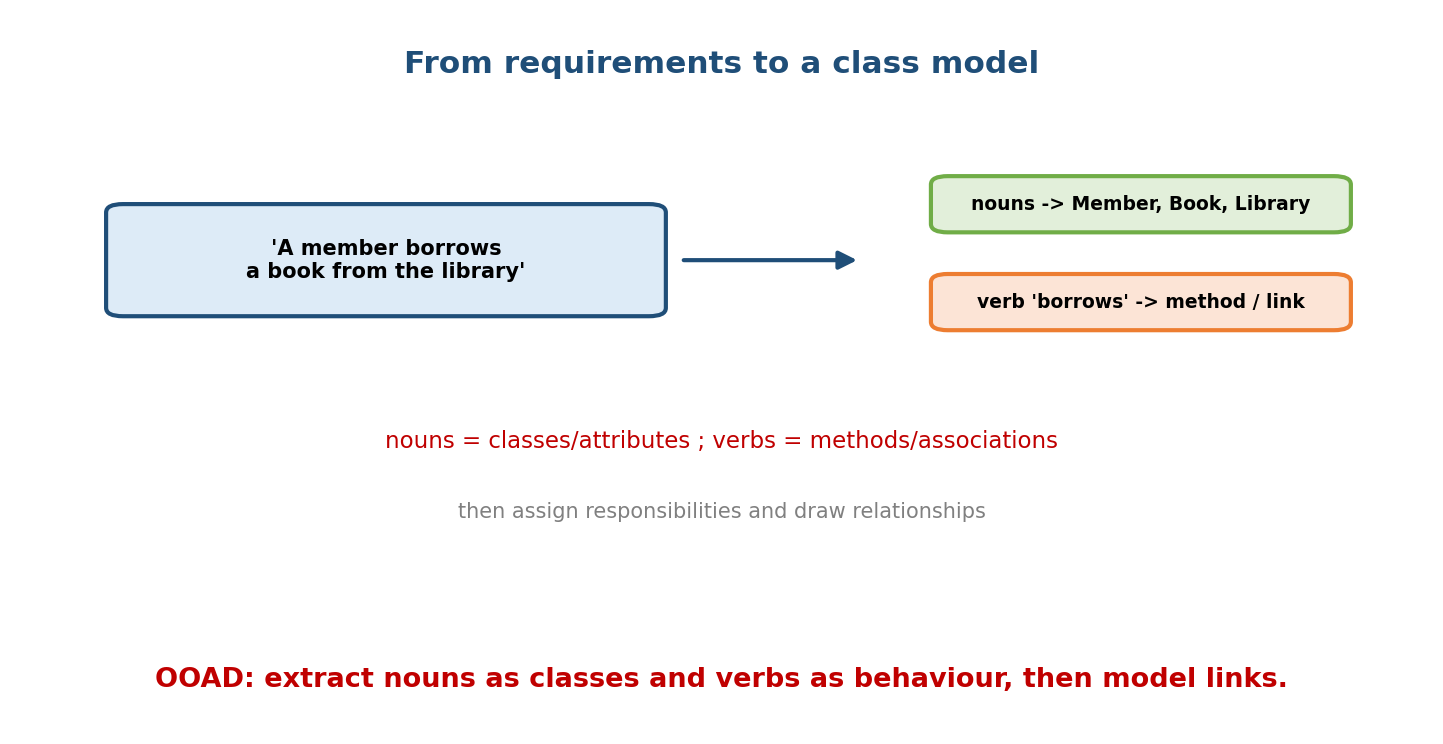 From requirements to a class model
'A member borrows
a book from the library'
nouns -> Member, Book, Library
verb 'borrows' -> method / link
nouns = classes/attributes ; verbs = methods/associations
then assign responsibilities and draw relationships
OOAD: extract nouns as classes and verbs as behaviour, then model links.